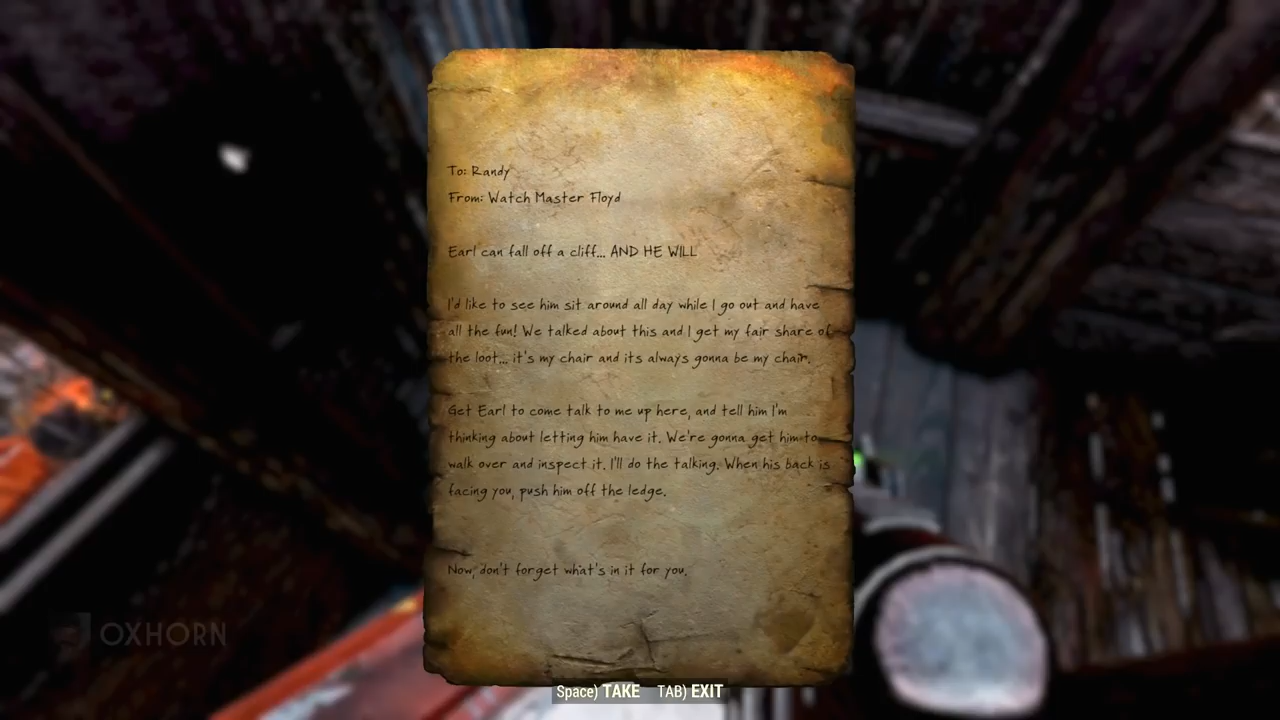 To: Randy
From: Watch Master Floyd
Earl can fall off a cliff... AND HE WILL
I'd like to see him sit around all day while I go out and have
all the fun! We talked about this and I get my fair share of
the loot... it's my chair and its always gonna be my chair.
Get Earl to come talk to me up here, and tell him I'm
thinking about letting him have it. We're gonna get him to
walk over and inspect it. I'll do the talking. When his back is
facing you, push him off the ledge.
Now, don't forget what's in it for you.
OXHORN
Space) TAKE TAB) EXIT